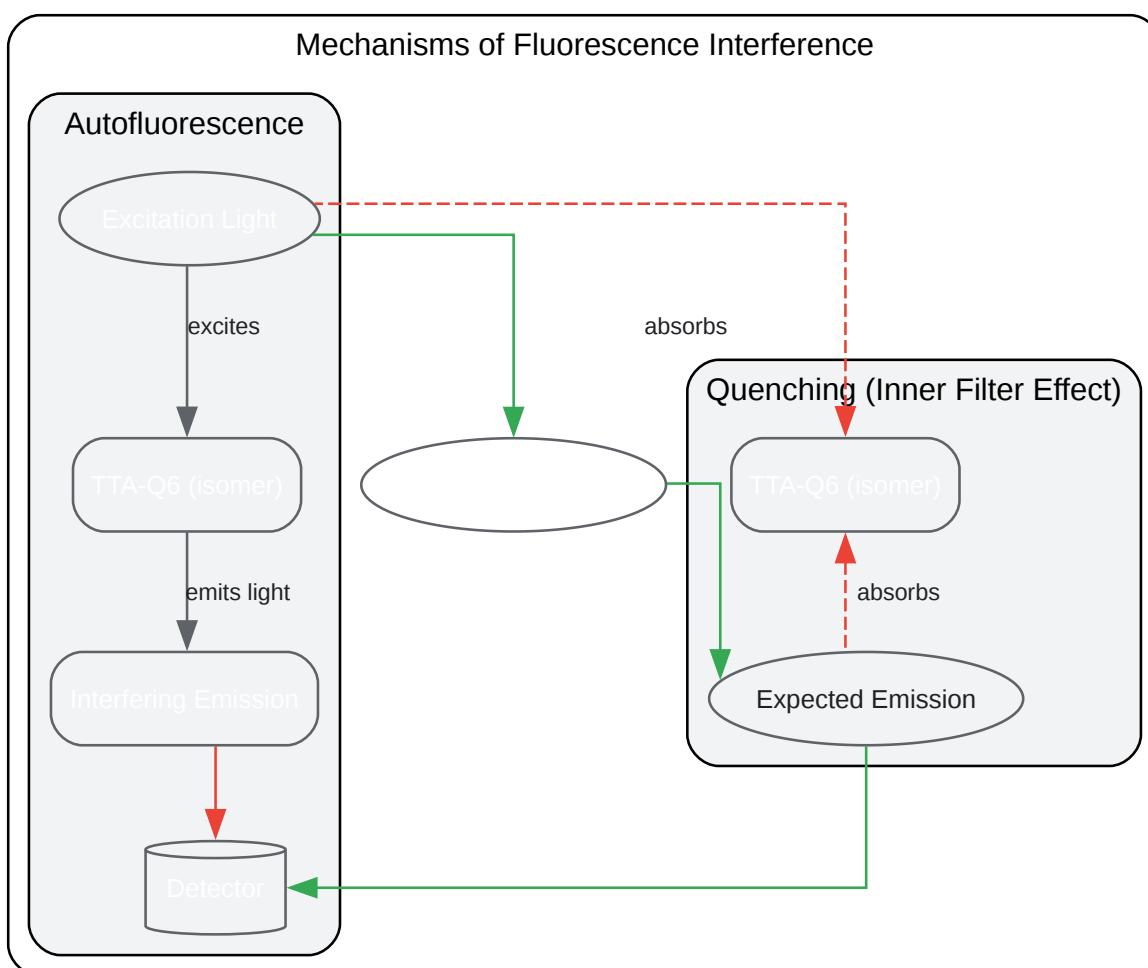 Mechanisms of Fluorescence Interference
Autofluorescence
Excitation Light
excites
absorbs
Quenching (Inner Filter Effect)
TTA-Q6 (isomer)
TTA-Q6 (isomer)
emits light
absorbs
Interfering Emission
Expected Emission
Detector